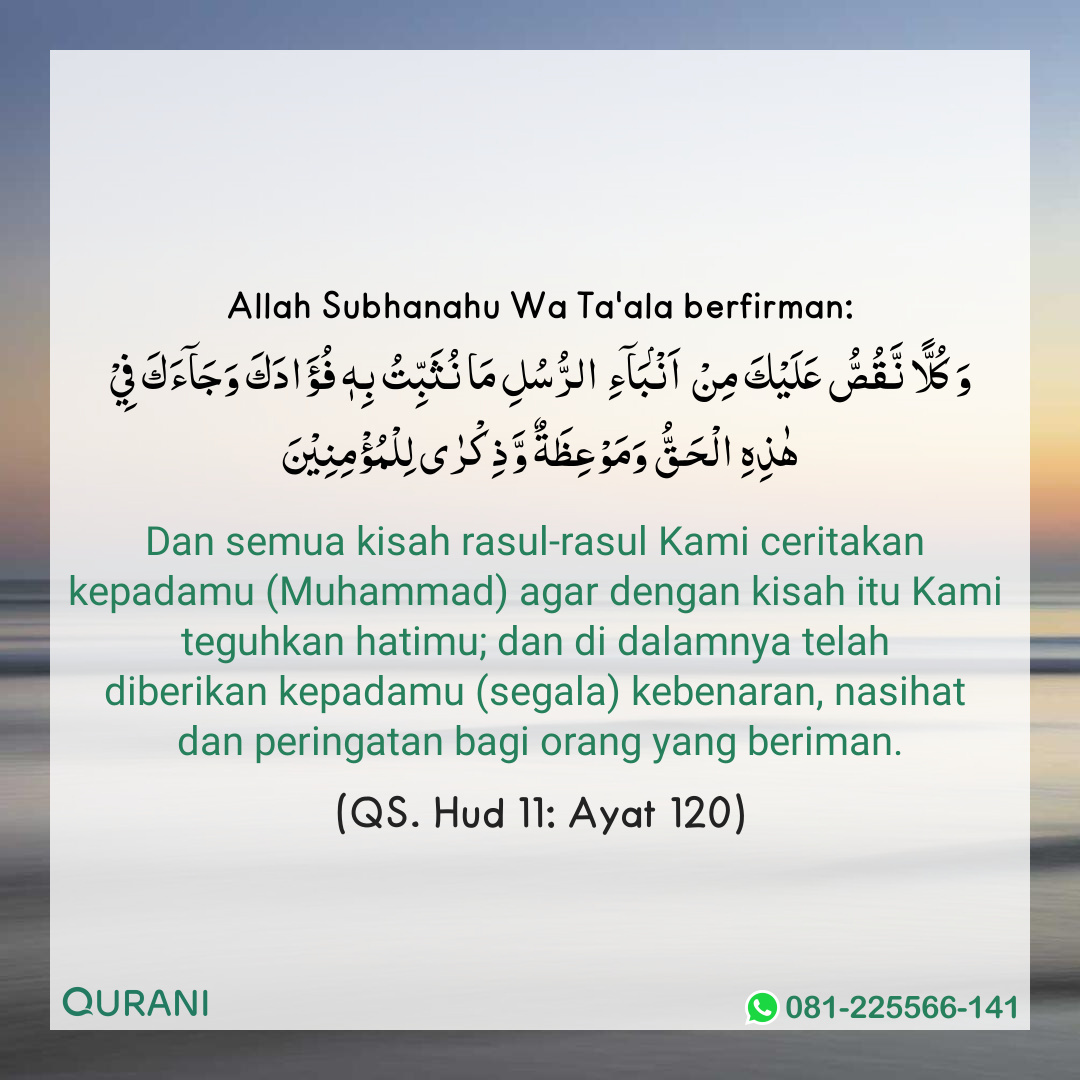 Allah Subhanahu Wa Ta'ala berfirman:
وَكُلًّا نَّقُصُّ عَلَيْكَ مِنْ اَنْۢبَآءِ الرُّسُلِ مَا نُثَبِّتُ بِهٖ فُؤَادَكَ وَجَآءَكَ فِيْ
هٰذِهِ الْحَقُّ وَمَوْعِظَةٌ وَّذِكْرٰى لِلْمُؤْمِنِيْنَ
Dan semua kisah rasul-rasul Kami ceritakan
kepadamu (Muhammad) agar dengan kisah itu Kami
teguhkan hatimu; dan di dalamnya telah
diberikan kepadamu (segala) kebenaran, nasihat
dan peringatan bagi orang yang beriman.
(QS. Hud 11: Ayat 120)
QURANI
081-225566-141